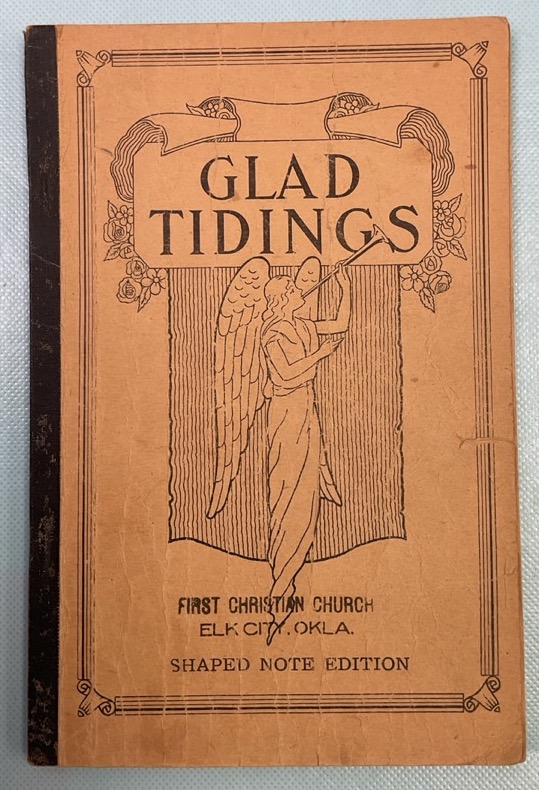 GLAD
TIDINGS
FIRST CHRISTIAN CHURCH
ELK CITY, OKLA.
SHAPED NOTE EDITION